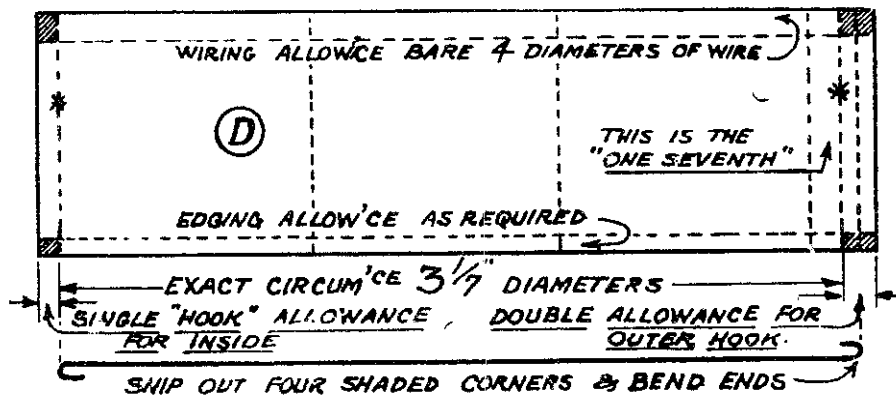 WIRING ALLOW'CE BARE 4 DIAMETERS OF WIRE
D
THIS IS THE
"ONE SEVENTH"
EDGING ALLOW'CE AS REQUIRED
EXACT CIRCUM'CE 3 1/7" DIAMETERS
SINGLE "HOOK" ALLOWANCE
FOR INSIDE
DOUBLE ALLOWANCE FOR
OUTER HOOK.
SNIP OUT FOUR SHADED CORNERS & BEND ENDS